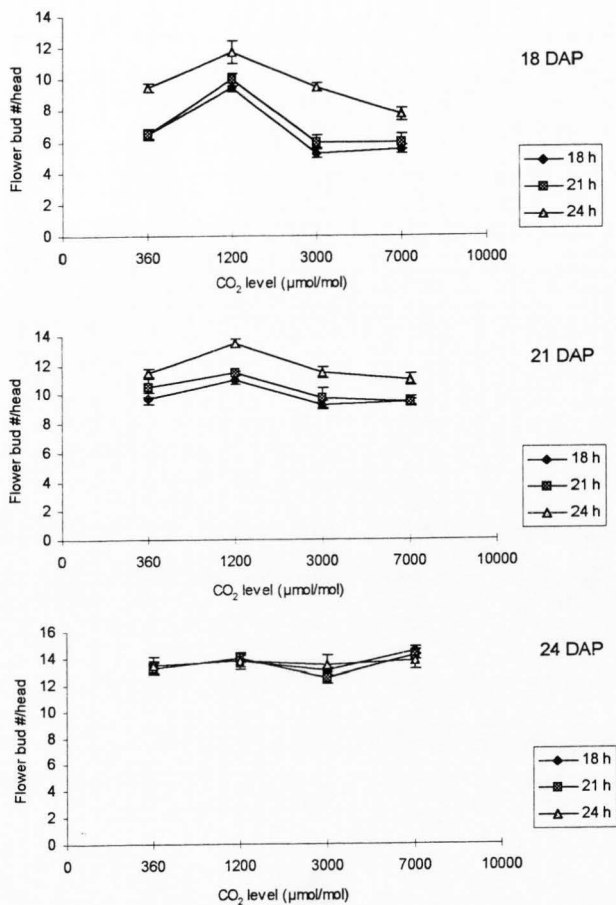 14
12
10
8
6
4
2
0
Flower bud #/head
0 360 1200 3000 7000 10000
CO₂ level (µmol/mol)
18 DAP
18 h
21 h
24 h
14
12
10
8
6
4
2
0
Flower bud #/head
0 360 1200 3000 7000 10000
CO₂ level (µmol/mol)
21 DAP
18 h
21 h
24 h
16
14
12
10
8
6
4
2
0
Flower bud #/head
0 360 1200 3000 7000 10000
CO₂ level (µmol/mol)
24 DAP
18 h
21 h
24 h